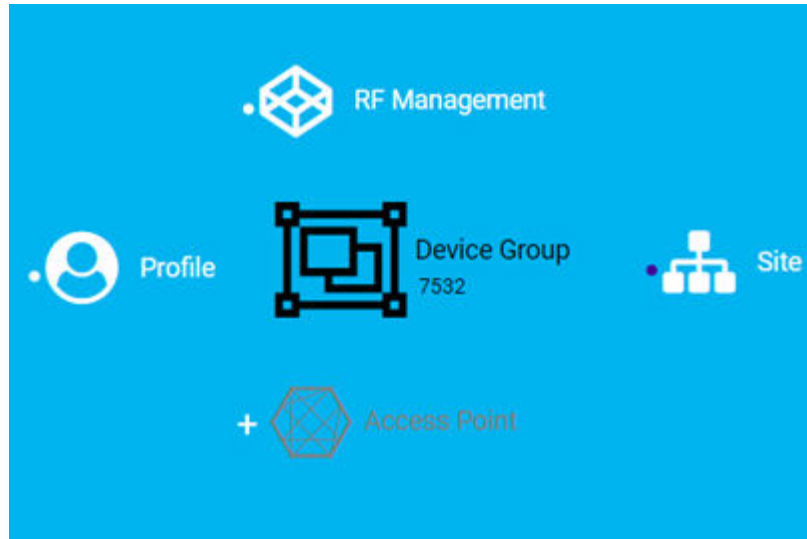 RF Management
Profile
Device Group
7532
Site
Access Point